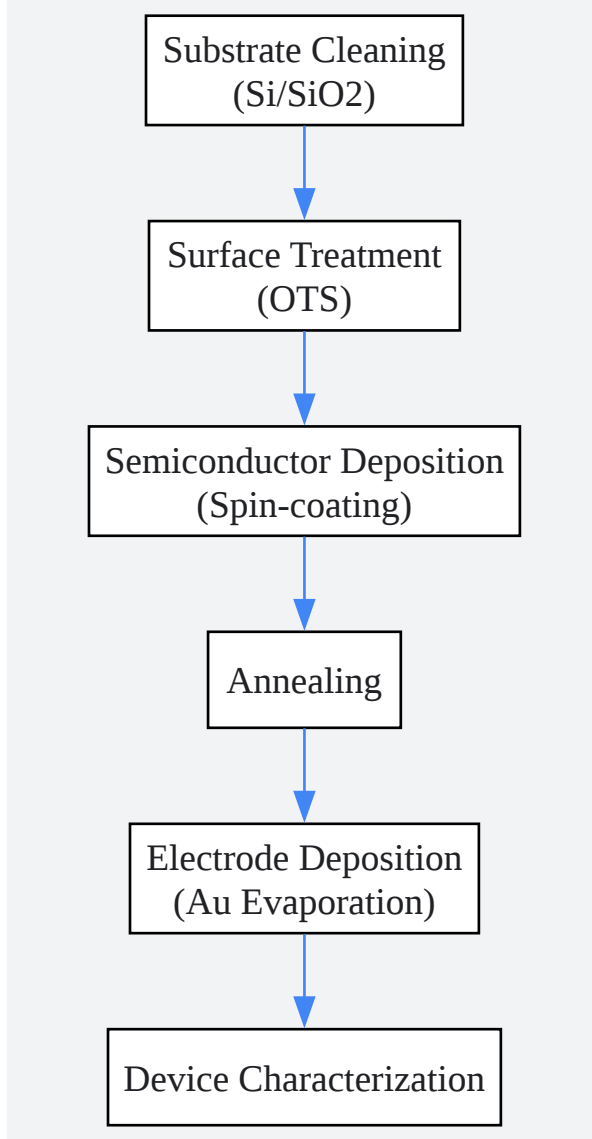 Substrate Cleaning
(Si/SiO2)
Surface Treatment
(OTS)
Semiconductor Deposition
(Spin-coating)
Annealing
Electrode Deposition
(Au Evaporation)
Device Characterization